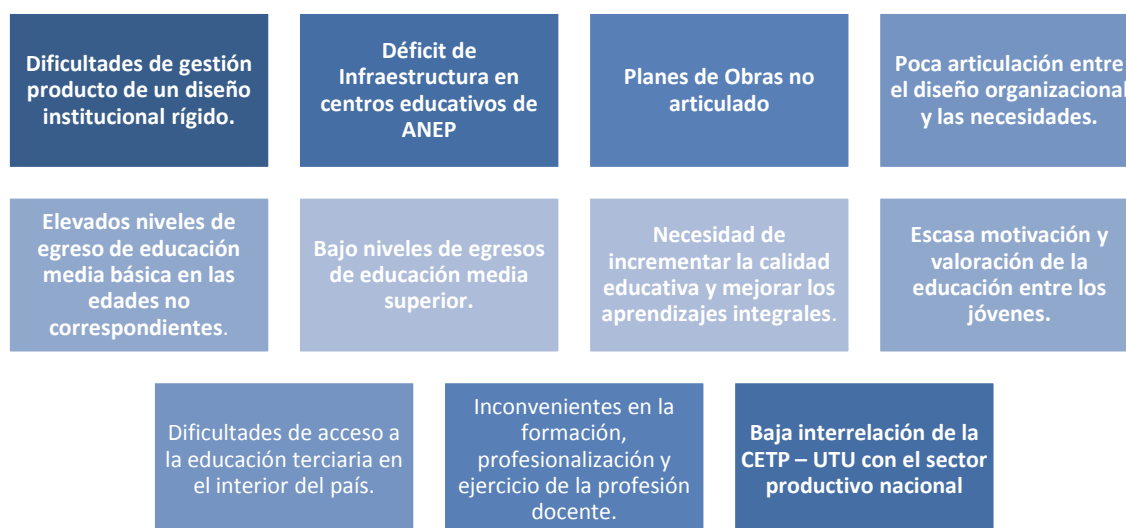 Dificultades de gestión
producto de un diseño
institucional rígido.
Déficit de
Infraestructura en
centros educativos de
ANEP
Planes de Obras no
articulado
Poca articulación entre
el diseño organizacional
y las necesidades.
Elevados niveles de
egreso de educación
media básica en las
edades no
correspondientes.
Bajo niveles de egresos
de educación media
superior.
Necesidad de
incrementar la calidad
educativa y mejorar los
aprendizajes integrales.
Escasa motivación y
valoración de la
educación entre los
jóvenes.
Dificultades de acceso a
la educación terciaria en
el interior del país.
Inconvenientes en la
formación,
profesionalización y
ejercicio de la profesión
docente.
Baja interrelación de la
CETP – UTU con el sector
productivo nacional